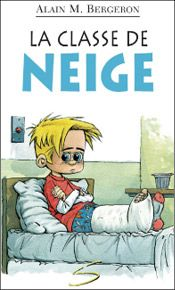 ALAIN M. BERGERON
LA CLASSE DE
NEIGE
S